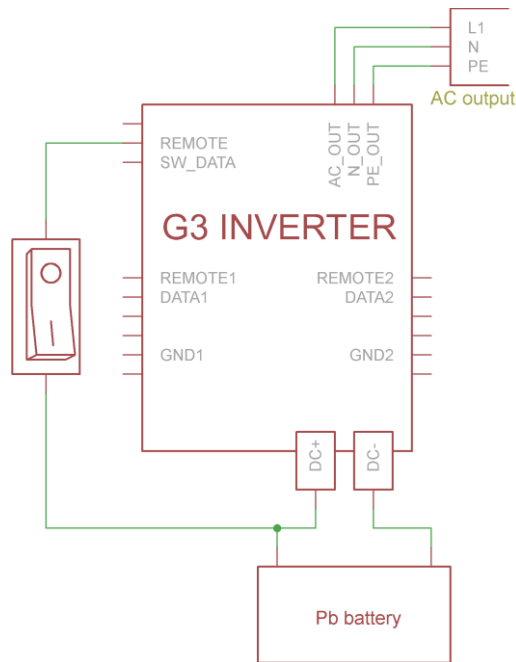 L1
N
PE
AC output
REMOTE
SW_DATA
AC_OUT
N_OUT
PE_OUT
G3 INVERTER
REMOTE1
DATA1
GND1
REMOTE2
DATA2
GND2
DC+
DC-
Pb battery